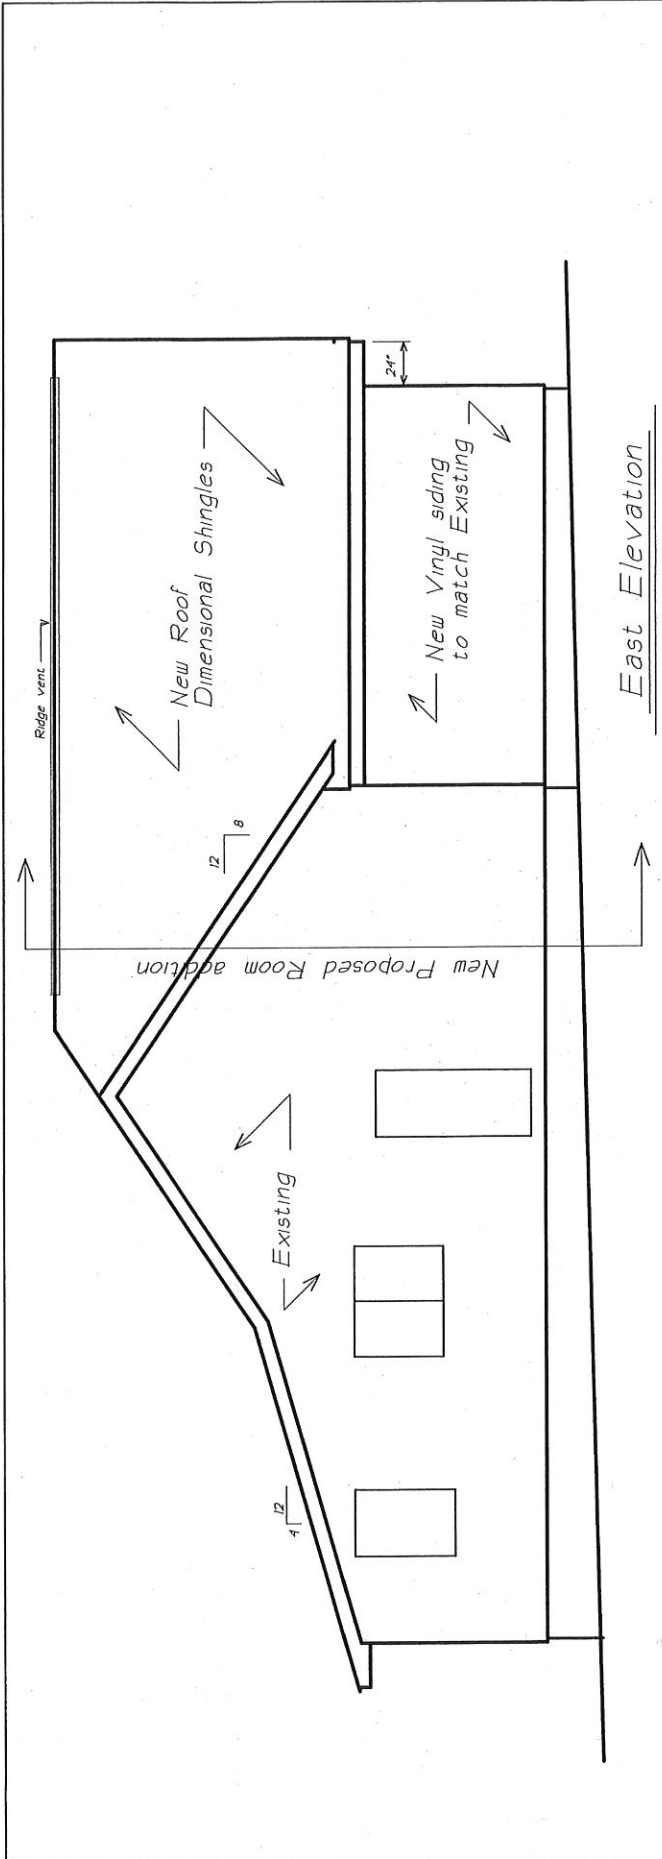 Ridge vent
New Roof
Dimensional Shingles
12
8
24"
New Vinyl siding
to match Existing
New Proposed Room addition
Existing
12
4
East Elevation